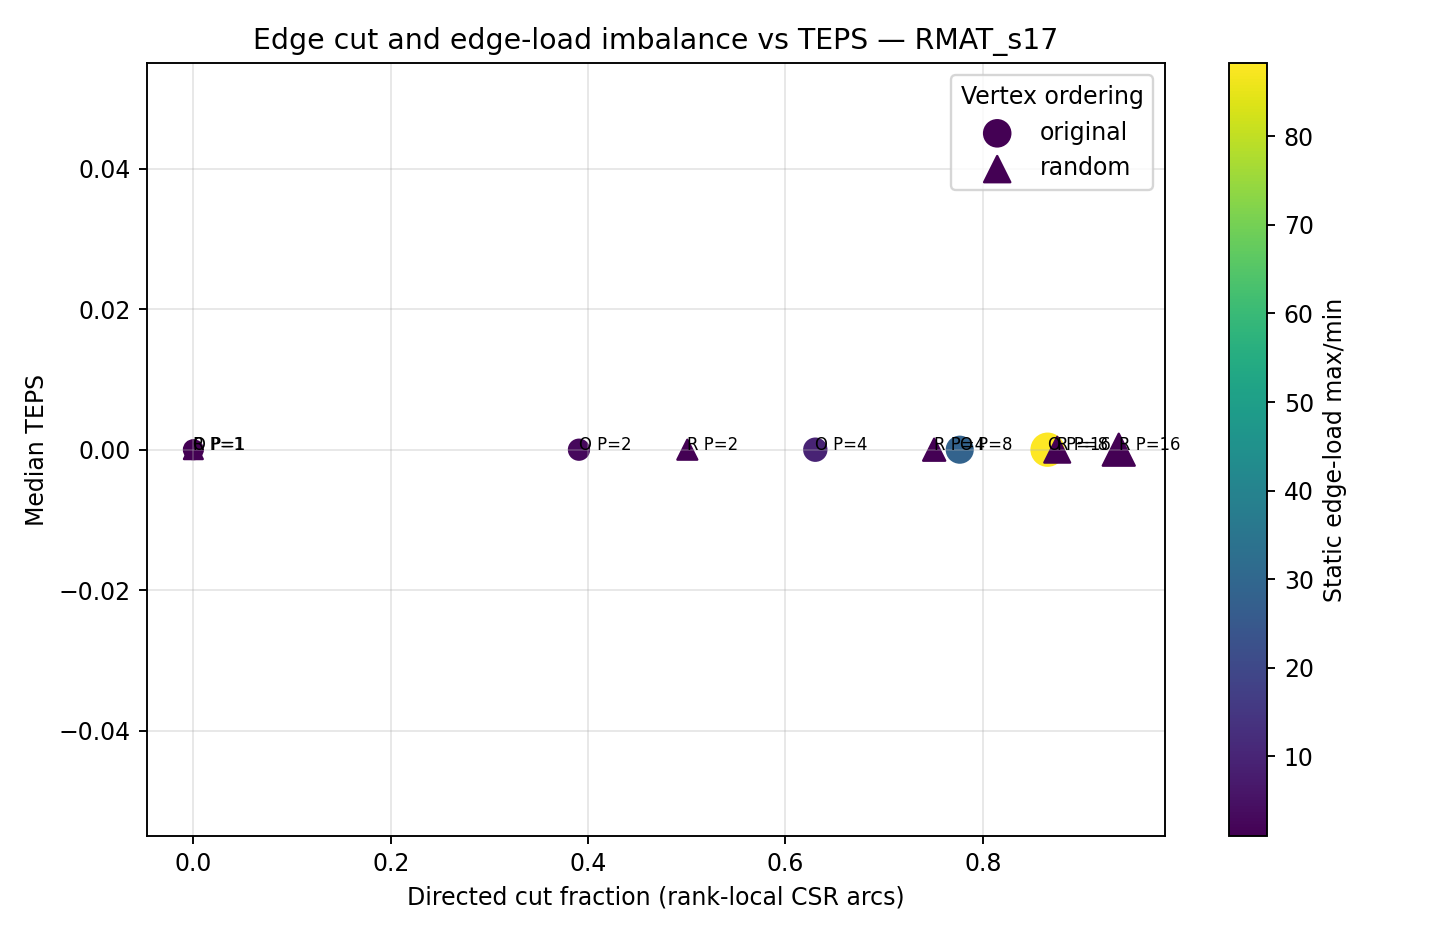 Edge cut and edge-load imbalance vs TEPS — RMAT_s17
Vertex ordering
original
random
Median TEPS
0.04
0.02
0.00
−0.02
−0.04
P=1
O P=2
R P=2
O P=4
R P=4
P=8
R P=16
0.0
0.2
0.4
0.6
0.8
Directed cut fraction (rank-local CSR arcs)
80
70
60
50
40
30
20
10
Static edge-load max/min